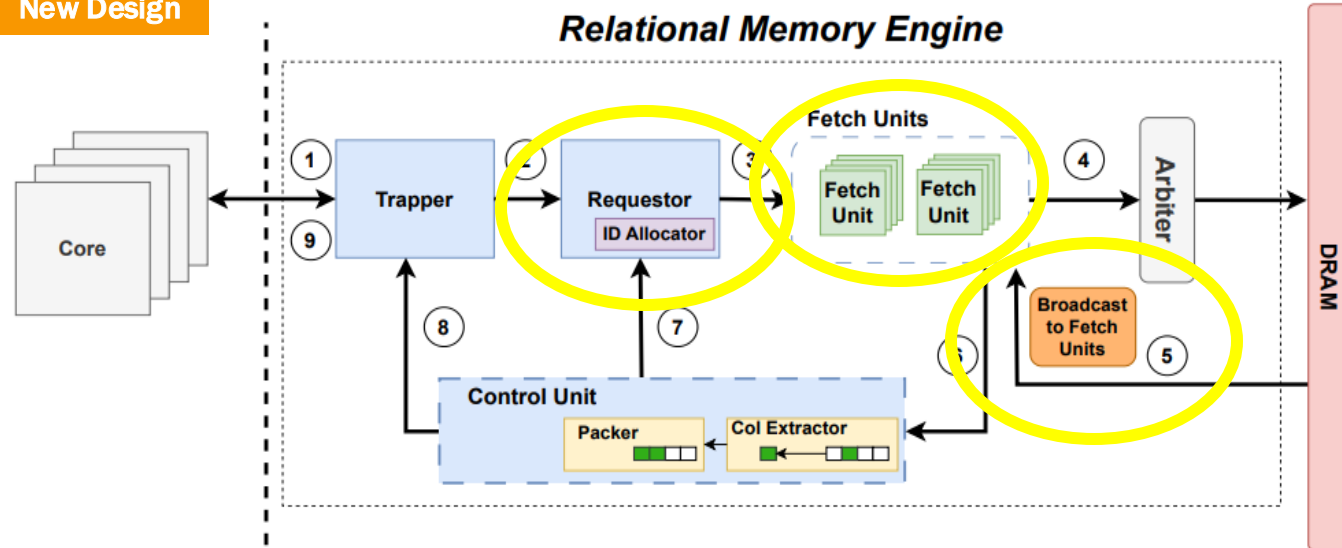 New Design
Relational Memory Engine
Core
1
9
Trapper
2
Requestor
ID Allocator
3
Fetch Units
Fetch
Unit
Fetch
Unit
4
Arbiter
DRAM
Broadcast
to Fetch
Units
5
6
7
8
Control Unit
Packer
Col Extractor